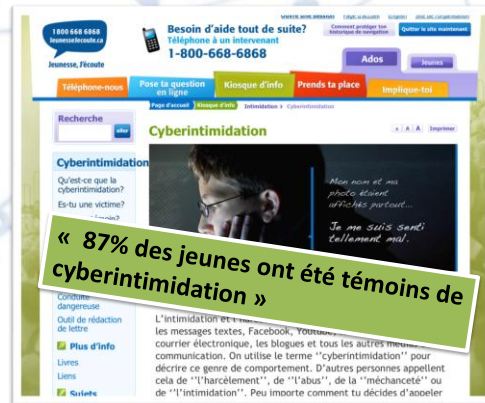 1 800 668 6868
JeunesseJecoute.ca
Jeunesse, J'écoute
Besoin d'aide tout de suite?
Téléphone à un intervenant
1-800-668-6868
Comment protéger ton
historique de navigation
Quitter le site maintenant
Ados
Jeunes
Téléphone-nous
Pose ta question
en ligne
Kiosque d'info
Prends ta place
Implique-toi
Page d'accueil
Kiosque d'info
Intimidation > Cyberintimidation
Recherche
aller
Cyberintimidation
A A Imprimer
Cyberintimidation
Qu'est-ce que la
cyberintimidation?
Es-tu une victime?
Mon nom et ma
photo étaient
affichés partout...
Je me suis senti
tellement mal.
« 87% des jeunes ont été témoins de
cyberintimidation »
Conduite
dangereuse
Outil de rédaction
de lettre
Plus d'info
Livres
Liens
Sujets
L'intimidation et l'
les messages textes, Facebook, Youtube,
courrier électronique, les blogues et tous les autres
communication. On utilise le terme ''cyberintimidation'' pour
décrire ce genre de comportement. D'autres personnes appellent
cela de ''l'harcèlement'', de ''l'abus'', de la ''méchanceté'' ou
de ''l'intimidation''. Peu importe comment tu décides d'appeler